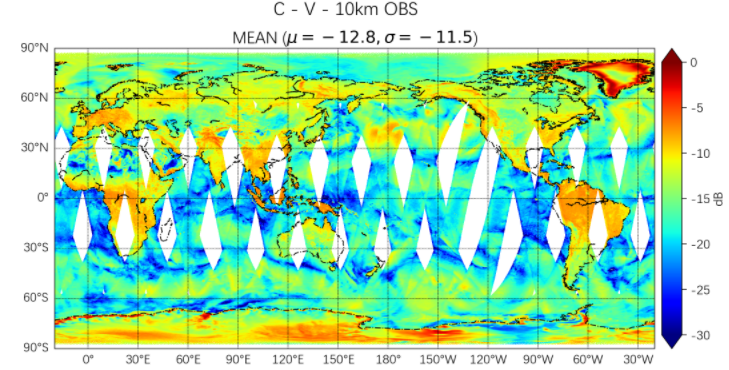 C - V - 10km OBS
MEAN (μ = −12.8, σ = −11.5)
90°N
60°N
30°N
0°
30°S
60°S
90°S
0° 30°E 60°E 90°E 120°E 150°E 180° 150°W 120°W 90°W 60°W 30°W
0
-5
-10
-15
-20
-25
-30
dB